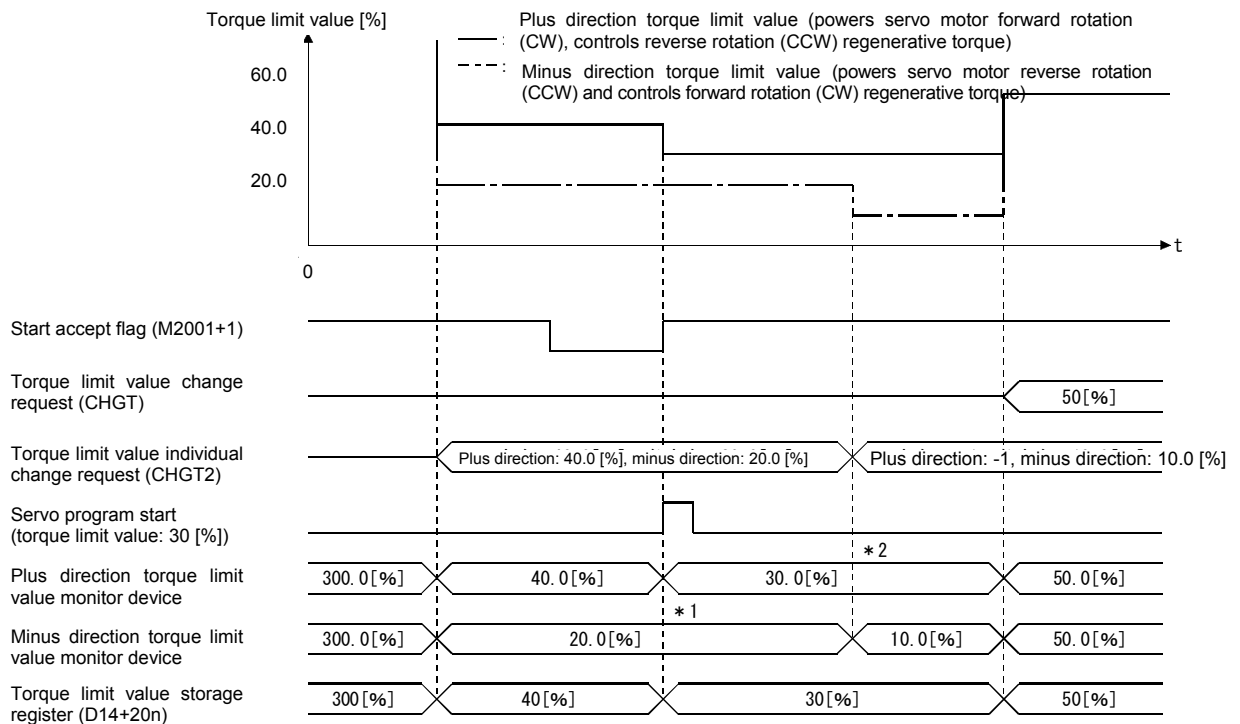 Torque limit value [%]
: Plus direction torque limit value (powers servo motor forward rotation
(CW), controls reverse rotation (CCW) regenerative torque)
: Minus direction torque limit value (powers servo motor reverse rotation
(CCW) and controls forward rotation (CW) regenerative torque)
60.0
40.0
20.0
t
0
Start accept flag (M2001+1)
Torque limit value change
request (CHGT)
50[%]
Torque limit value individual
change request (CHGT2)
Plus direction: 40.0 [%], minus direction: 20.0 [%]
Plus direction: -1, minus direction: 10.0 [%]
Servo program start
(torque limit value: 30 [%])
*2
Plus direction torque limit
value monitor device
300.0[%]
40.0[%]
30.0[%]
50.0[%]
*1
Minus direction torque limit
value monitor device
300.0[%]
20.0[%]
10.0[%]
50.0[%]
Torque limit value storage
register (D14+20n)
300[%]
40[%]
30[%]
50[%]